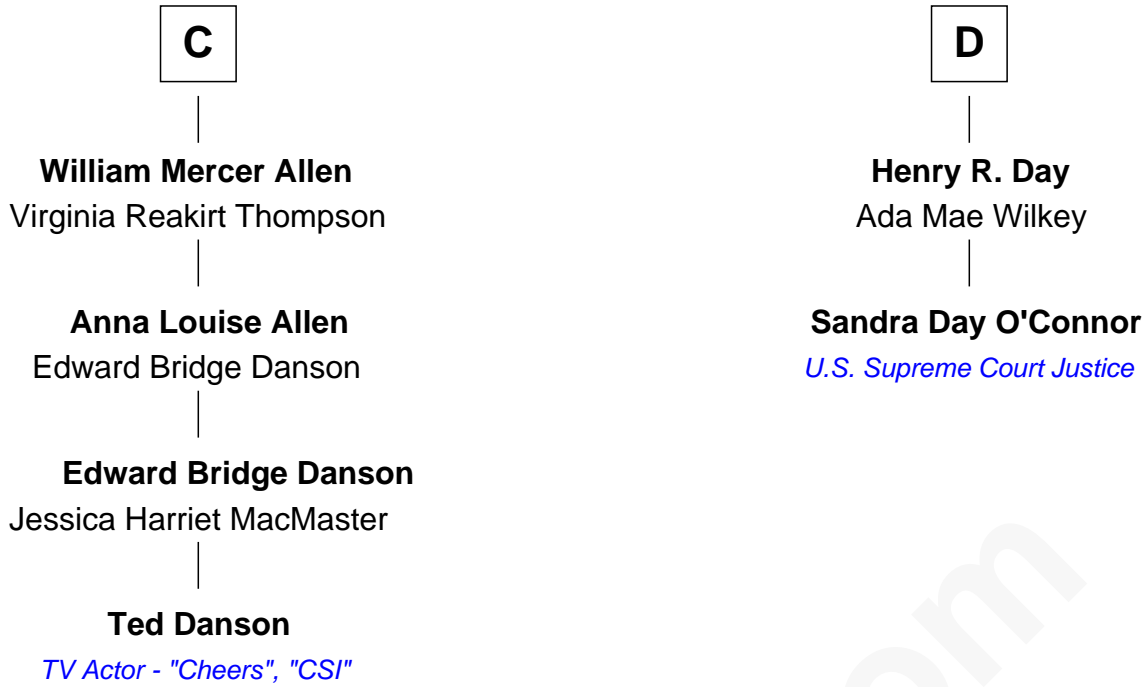 C
William Mercer Allen
Virginia Reakirt Thompson
Anna Louise Allen
Edward Bridge Danson
Edward Bridge Danson
Jessica Harriet MacMaster
Ted Danson
TV Actor - "Cheers", "CSI"
D
Henry R. Day
Ada Mae Wilkey
Sandra Day O'Connor
U.S. Supreme Court Justice
om